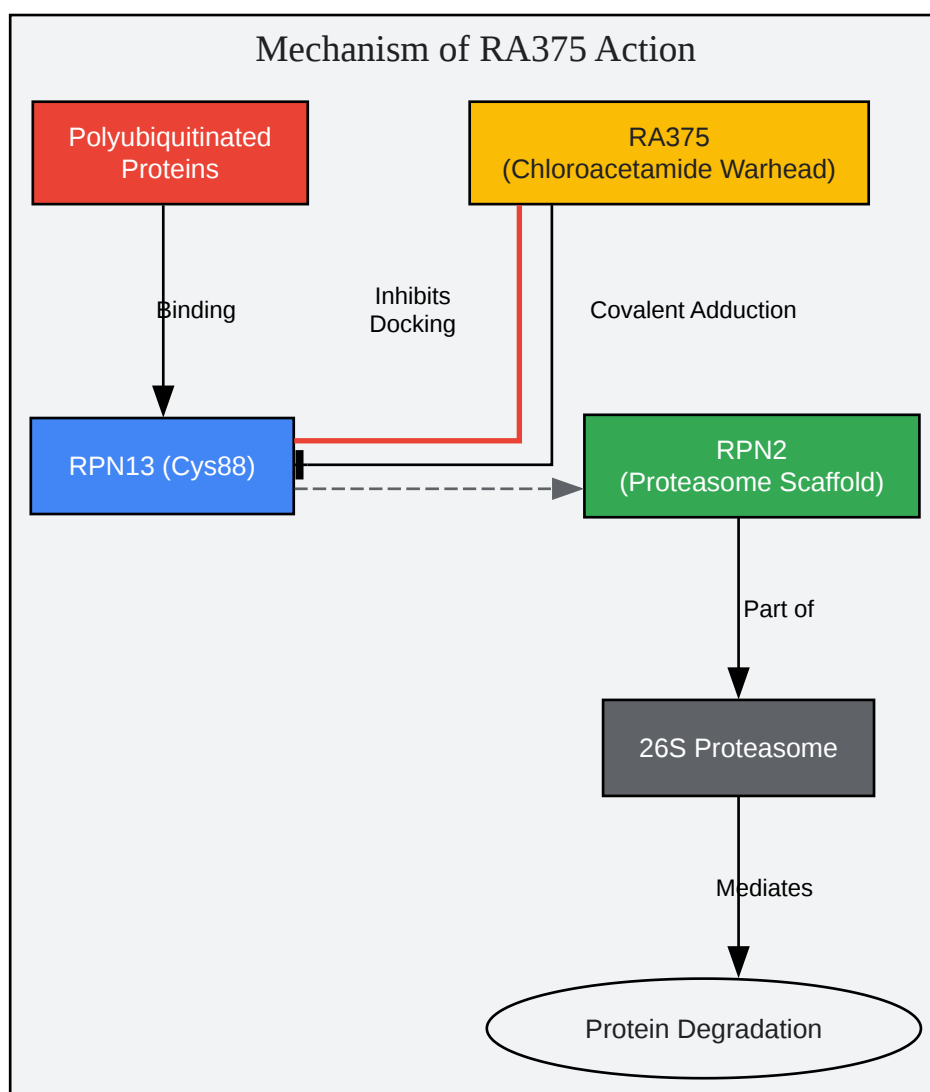 Mechanism of RA375 Action
Polyubiquitinated
Proteins
RA375
(Chloroacetamide Warhead)
Binding
Inhibits
Docking
Covalent Adduction
RPN13 (Cys88)
RPN2
(Proteasome Scaffold)
Part of
26S Proteasome
Mediates
Protein Degradation